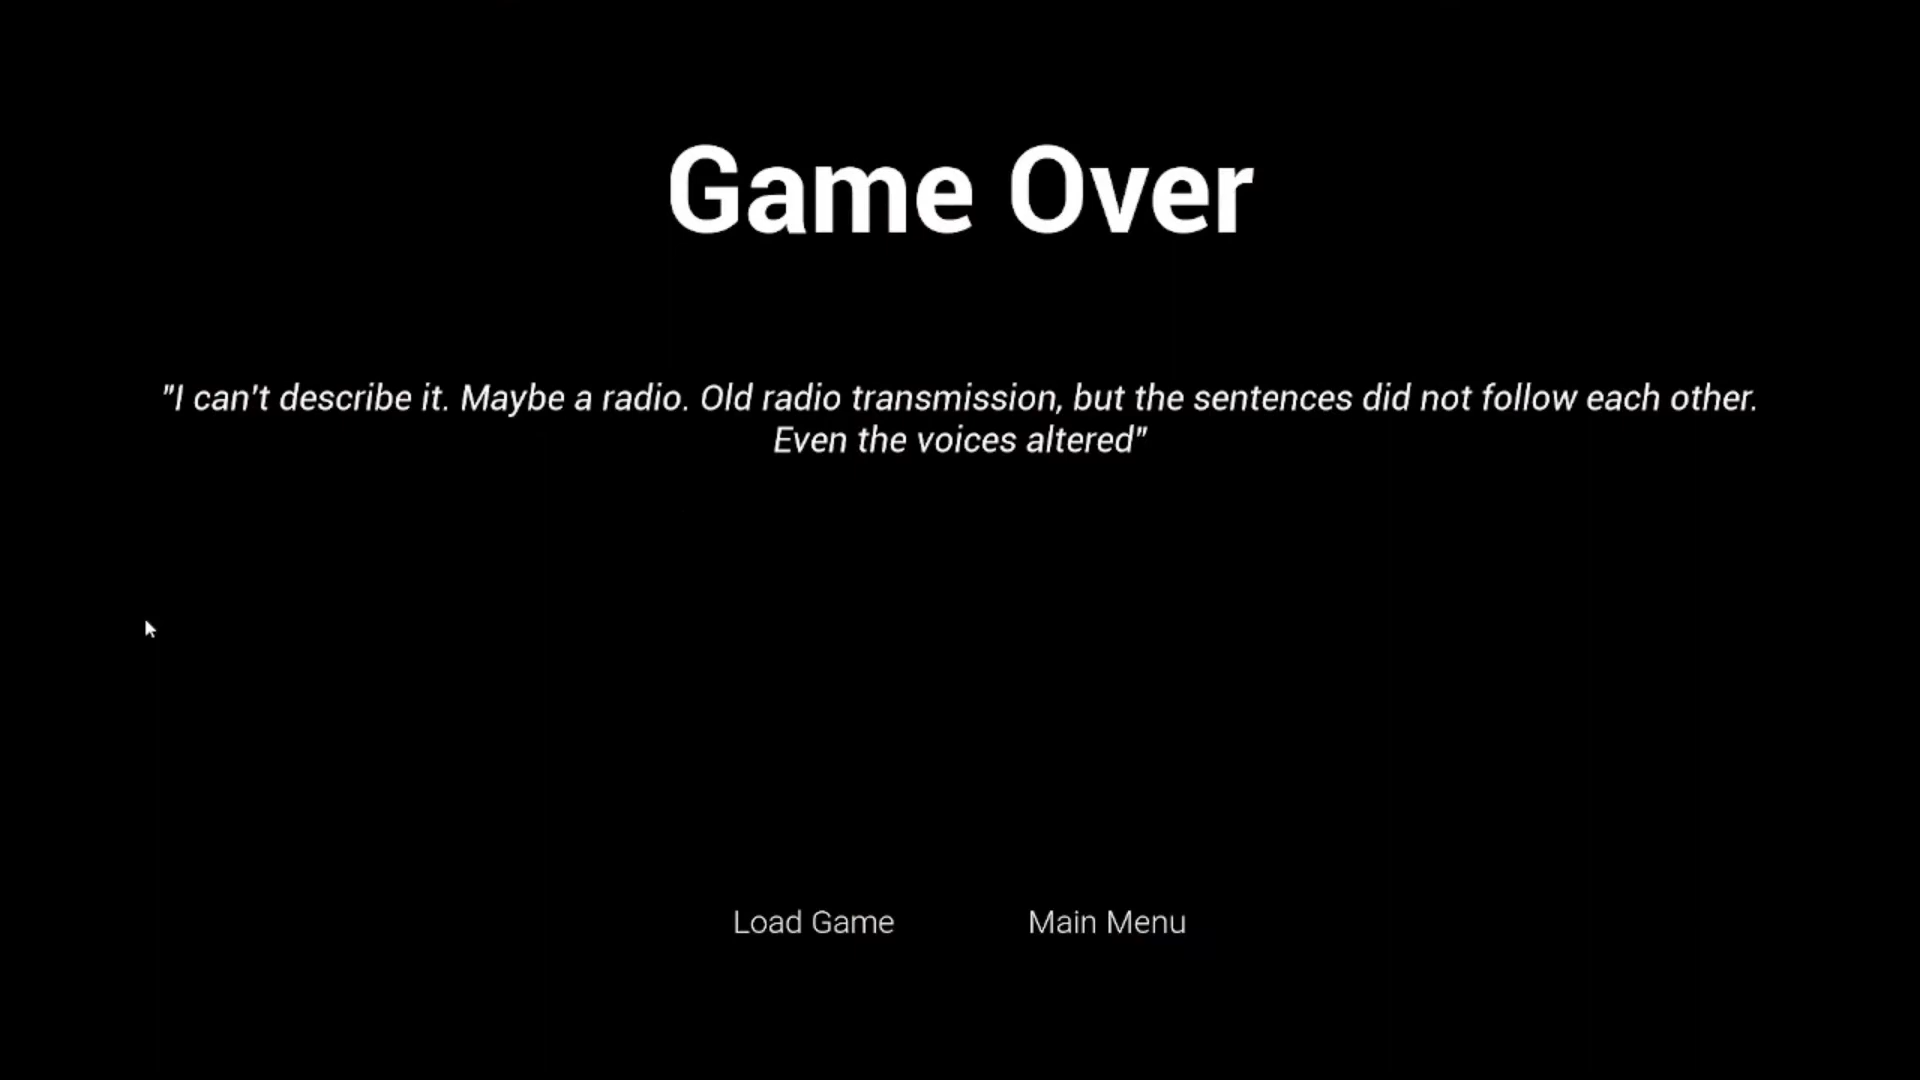 Game Over
"I can't describe it. Maybe a radio. Old radio transmission, but the sentences did not follow each other.
Even the voices altered"
Load Game
Main Menu